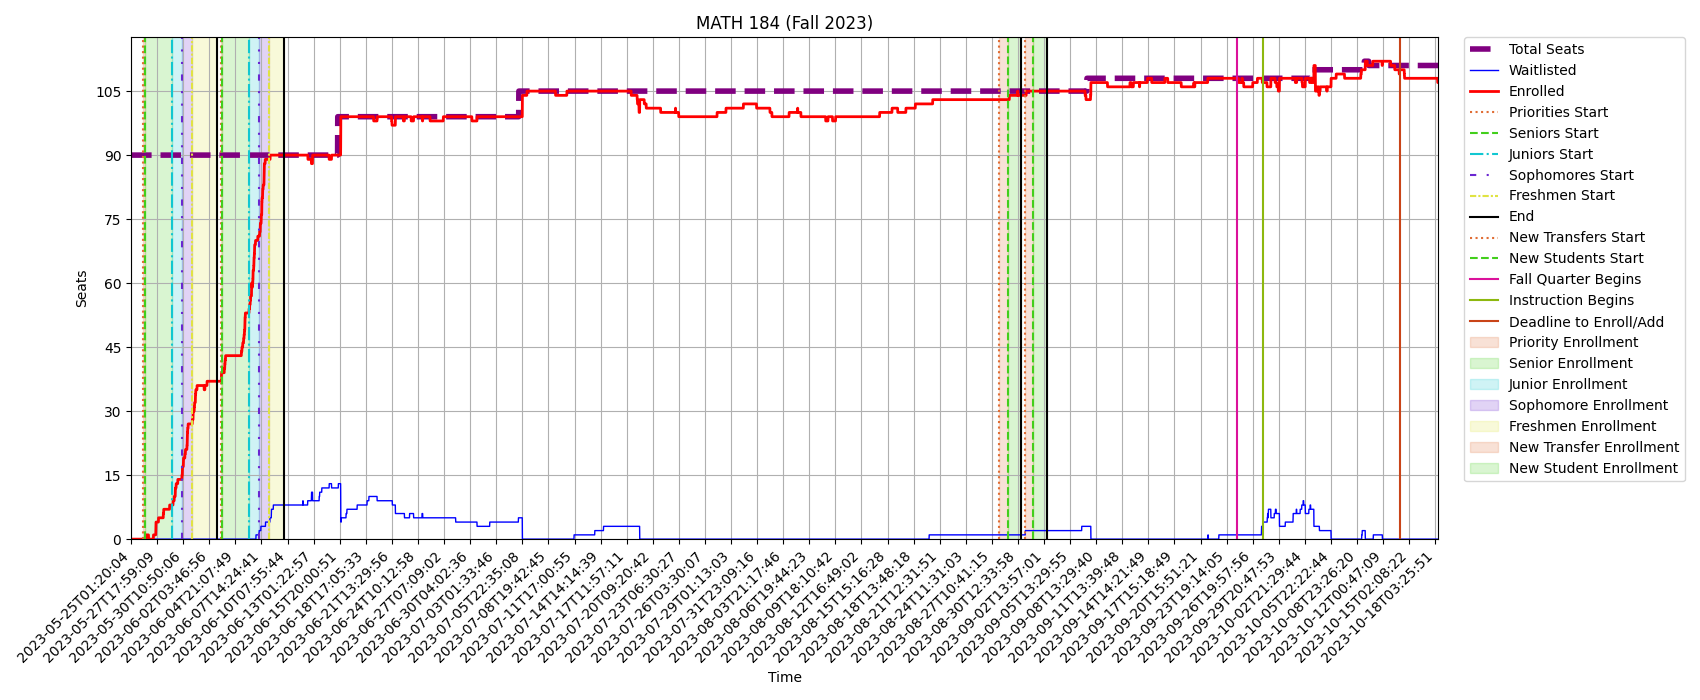 MATH 184 (Fall 2023)
Seats
105
90
75
60
45
30
15
0
2023-05-25T01:20:04
2023-05-27T17:59:09
2023-05-30T10:50:06
2023-06-02T03:46:56
2023-06-04T21:07:49
2023-06-07T14:24:41
2023-06-10T07:55:44
2023-06-13T01:22:57
2023-06-15T20:00:51
2023-06-18T17:05:33
2023-06-21T13:29:56
2023-06-24T10:12:58
2023-06-27T07:09:02
2023-06-30T04:02:36
2023-07-03T01:33:46
2023-07-05T22:35:08
2023-07-08T19:42:45
2023-07-11T17:00:55
2023-07-14T14:14:39
2023-07-17T11:57:11
2023-07-20T09:20:42
2023-07-23T06:30:27
2023-07-26T03:30:07
2023-07-29T01:13:03
2023-07-31T23:09:16
2023-08-03T21:17:46
2023-08-06T19:44:23
2023-08-09T18:10:42
2023-08-12T16:49:02
2023-08-15T15:16:28
2023-08-18T13:48:18
2023-08-21T12:31:51
2023-08-24T11:31:03
2023-08-27T10:41:15
2023-08-30T12:33:58
2023-09-02T13:57:01
2023-09-05T13:29:55
2023-09-08T13:29:40
2023-09-11T13:39:48
2023-09-14T14:21:49
2023-09-17T15:18:49
2023-09-20T15:51:21
2023-09-23T19:14:05
2023-09-26T19:57:56
2023-09-29T20:47:53
2023-10-02T21:29:44
2023-10-05T22:22:44
2023-10-08T23:26:20
2023-10-12T00:47:09
2023-10-15T02:08:22
2023-10-18T03:25:51
Time
Total Seats
Waitlisted
Enrolled
Priorities Start
Seniors Start
Juniors Start
Sophomores Start
Freshmen Start
End
New Transfers Start
New Students Start
Fall Quarter Begins
Instruction Begins
Deadline to Enroll/Add
Priority Enrollment
Senior Enrollment
Junior Enrollment
Sophomore Enrollment
Freshmen Enrollment
New Transfer Enrollment
New Student Enrollment